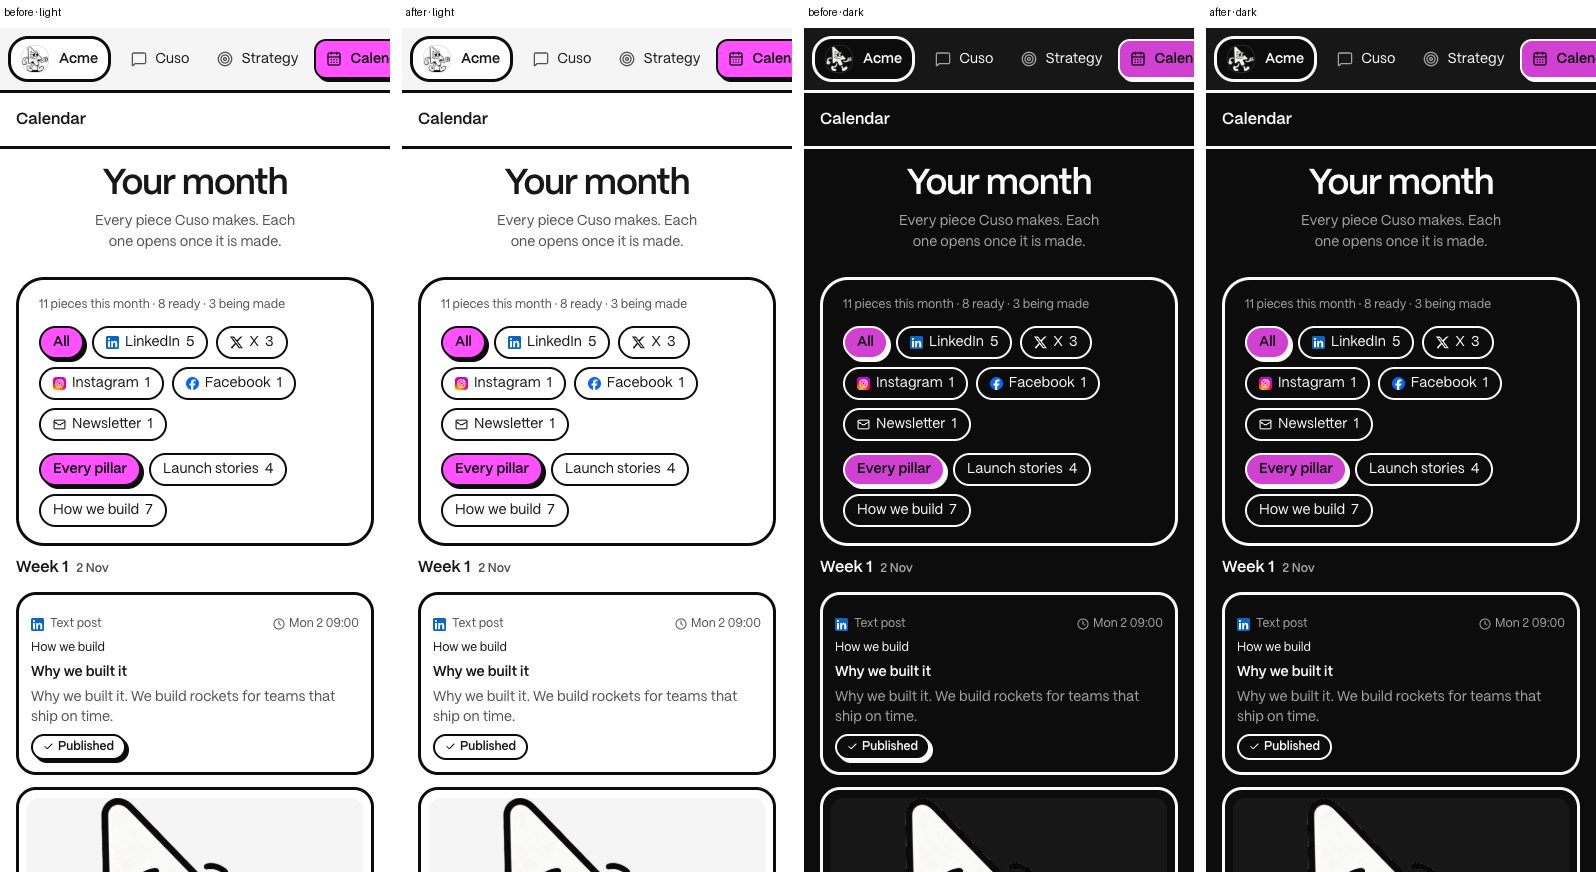 before · light
Acme
Cuso
Strategy
Calen
Calendar
Your month
Every piece Cuso makes. Each
one opens once it is made.
11 pieces this month · 8 ready · 3 being made
All
LinkedIn 5
X 3
Instagram 1
Facebook 1
Newsletter 1
Every pillar
Launch stories 4
How we build 7
Week 1 2 Nov
Text post
Mon 2 09:00
How we build
Why we built it
Why we built it. We build rockets for teams that
ship on time.
Published
after · light
Acme
Cuso
Strategy
Calen
Calendar
Your month
Every piece Cuso makes. Each
one opens once it is made.
11 pieces this month · 8 ready · 3 being made
All
LinkedIn 5
X 3
Instagram 1
Facebook 1
Newsletter 1
Every pillar
Launch stories 4
How we build 7
Week 1 2 Nov
Text post
Mon 2 09:00
How we build
Why we built it
Why we built it. We build rockets for teams that
ship on time.
Published
before · dark
Acme
Cuso
Strategy
Calen
Calendar
Your month
Every piece Cuso makes. Each
one opens once it is made.
11 pieces this month · 8 ready · 3 being made
All
LinkedIn 5
X 3
Instagram 1
Facebook 1
Newsletter 1
Every pillar
Launch stories 4
How we build 7
Week 1 2 Nov
Text post
Mon 2 09:00
How we build
Why we built it
Why we built it. We build rockets for teams that
ship on time.
Published
after · dark
Acme
Cuso
Strategy
Calen
Calendar
Your month
Every piece Cuso makes. Each
one opens once it is made.
11 pieces this month · 8 ready · 3 being made
All
LinkedIn 5
X 3
Instagram 1
Facebook 1
Newsletter 1
Every pillar
Launch stories 4
How we build 7
Week 1 2 Nov
Text post
Mon 2 09:00
How we build
Why we built it
Why we built it. We build rockets for teams that
ship on time.
Published